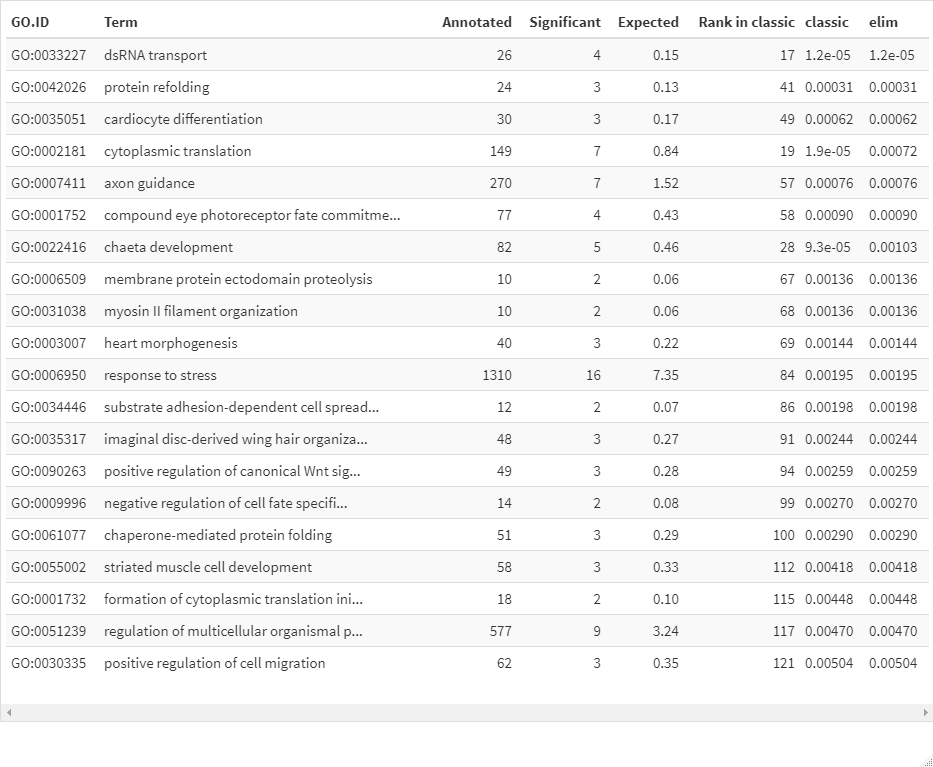 GO.ID Term Annotated Significant Expected Rank in classic classic elim
GO:0033227 dsRNA transport 26 4 0.15 17 1.2e-05 1.2e-05
GO:0042026 protein refolding 24 3 0.13 41 0.00031 0.00031
GO:0035051 cardiocyte differentiation 30 3 0.17 49 0.00062 0.00062
GO:0002181 cytoplasmic translation 149 7 0.84 19 1.9e-05 0.00072
GO:0007411 axon guidance 270 7 1.52 57 0.00076 0.00076
GO:0001752 compound eye photoreceptor fate commitme... 77 4 0.43 58 0.00090 0.00090
GO:0022416 chaeta development 82 5 0.46 28 9.3e-05 0.00103
GO:0006509 membrane protein ectodomain proteolysis 10 2 0.06 67 0.00136 0.00136
GO:0031038 myosin II filament organization 10 2 0.06 68 0.00136 0.00136
GO:0003007 heart morphogenesis 40 3 0.22 69 0.00144 0.00144
GO:0006950 response to stress 1310 16 7.35 84 0.00195 0.00195
GO:0034446 substrate adhesion-dependent cell spread... 12 2 0.07 86 0.00198 0.00198
GO:0035317 imaginal disc-derived wing hair organiza... 48 3 0.27 91 0.00244 0.00244
GO:0090263 positive regulation of canonical Wnt sig... 49 3 0.28 94 0.00259 0.00259
GO:0009996 negative regulation of cell fate specifi... 14 2 0.08 99 0.00270 0.00270
GO:0061077 chaperone-mediated protein folding 51 3 0.29 100 0.00290 0.00290
GO:0055002 striated muscle cell development 58 3 0.33 112 0.00418 0.00418
GO:0001732 formation of cytoplasmic translation ini... 18 2 0.10 115 0.00448 0.00448
GO:0051239 regulation of multicellular organismal p... 577 9 3.24 117 0.00470 0.00470
GO:0030335 positive regulation of cell migration 62 3 0.35 121 0.00504 0.00504